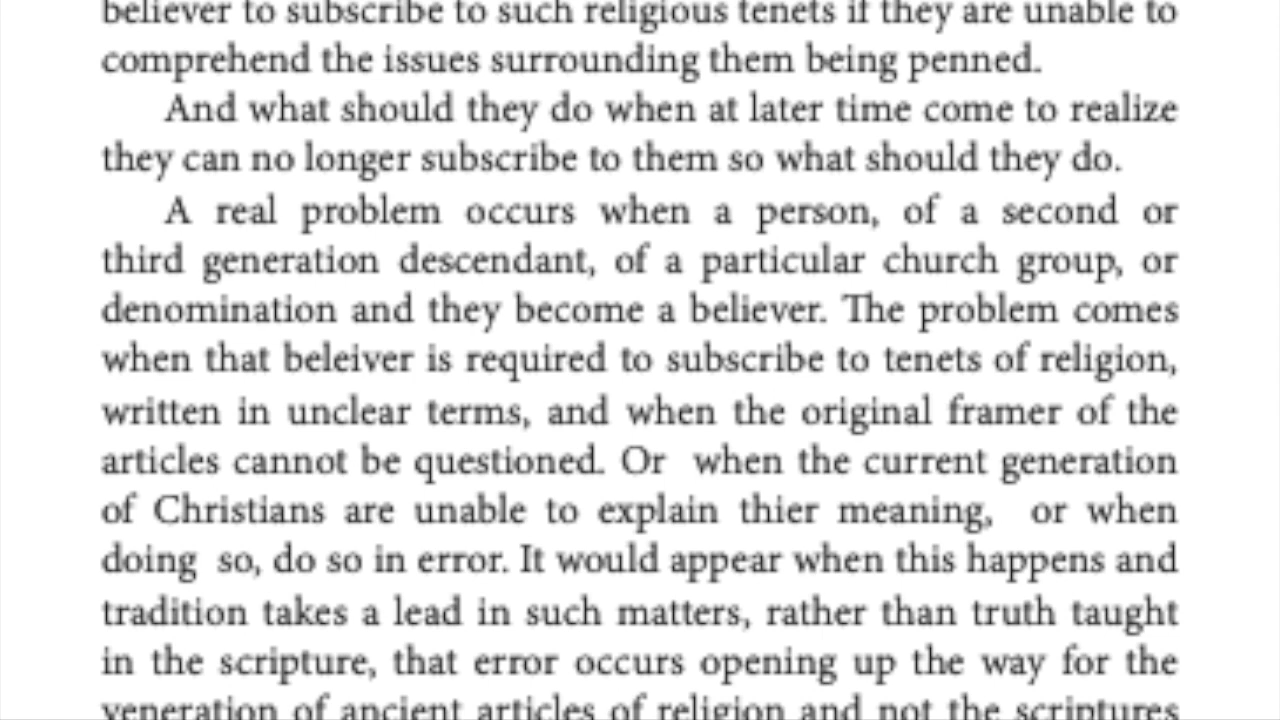 believer to subscribe to such religious tenets if they are unable to
comprehend the issues surrounding them being penned.
And what should they do when at later time come to realize
they can no longer subscribe to them so what should they do.
A real problem occurs when a person, of a second or
third generation descendant, of a particular church group, or
denomination and they become a believer. The problem comes
when that beleiver is required to subscribe to tenets of religion,
written in unclear terms, and when the original framer of the
articles cannot be questioned. Or when the current generation
of Christians are unable to explain thier meaning, or when
doing so, do so in error. It would appear when this happens and
tradition takes a lead in such matters, rather than truth taught
in the scripture, that error occurs opening up the way for the
veneration of ancient articles of religion and not the scriptures